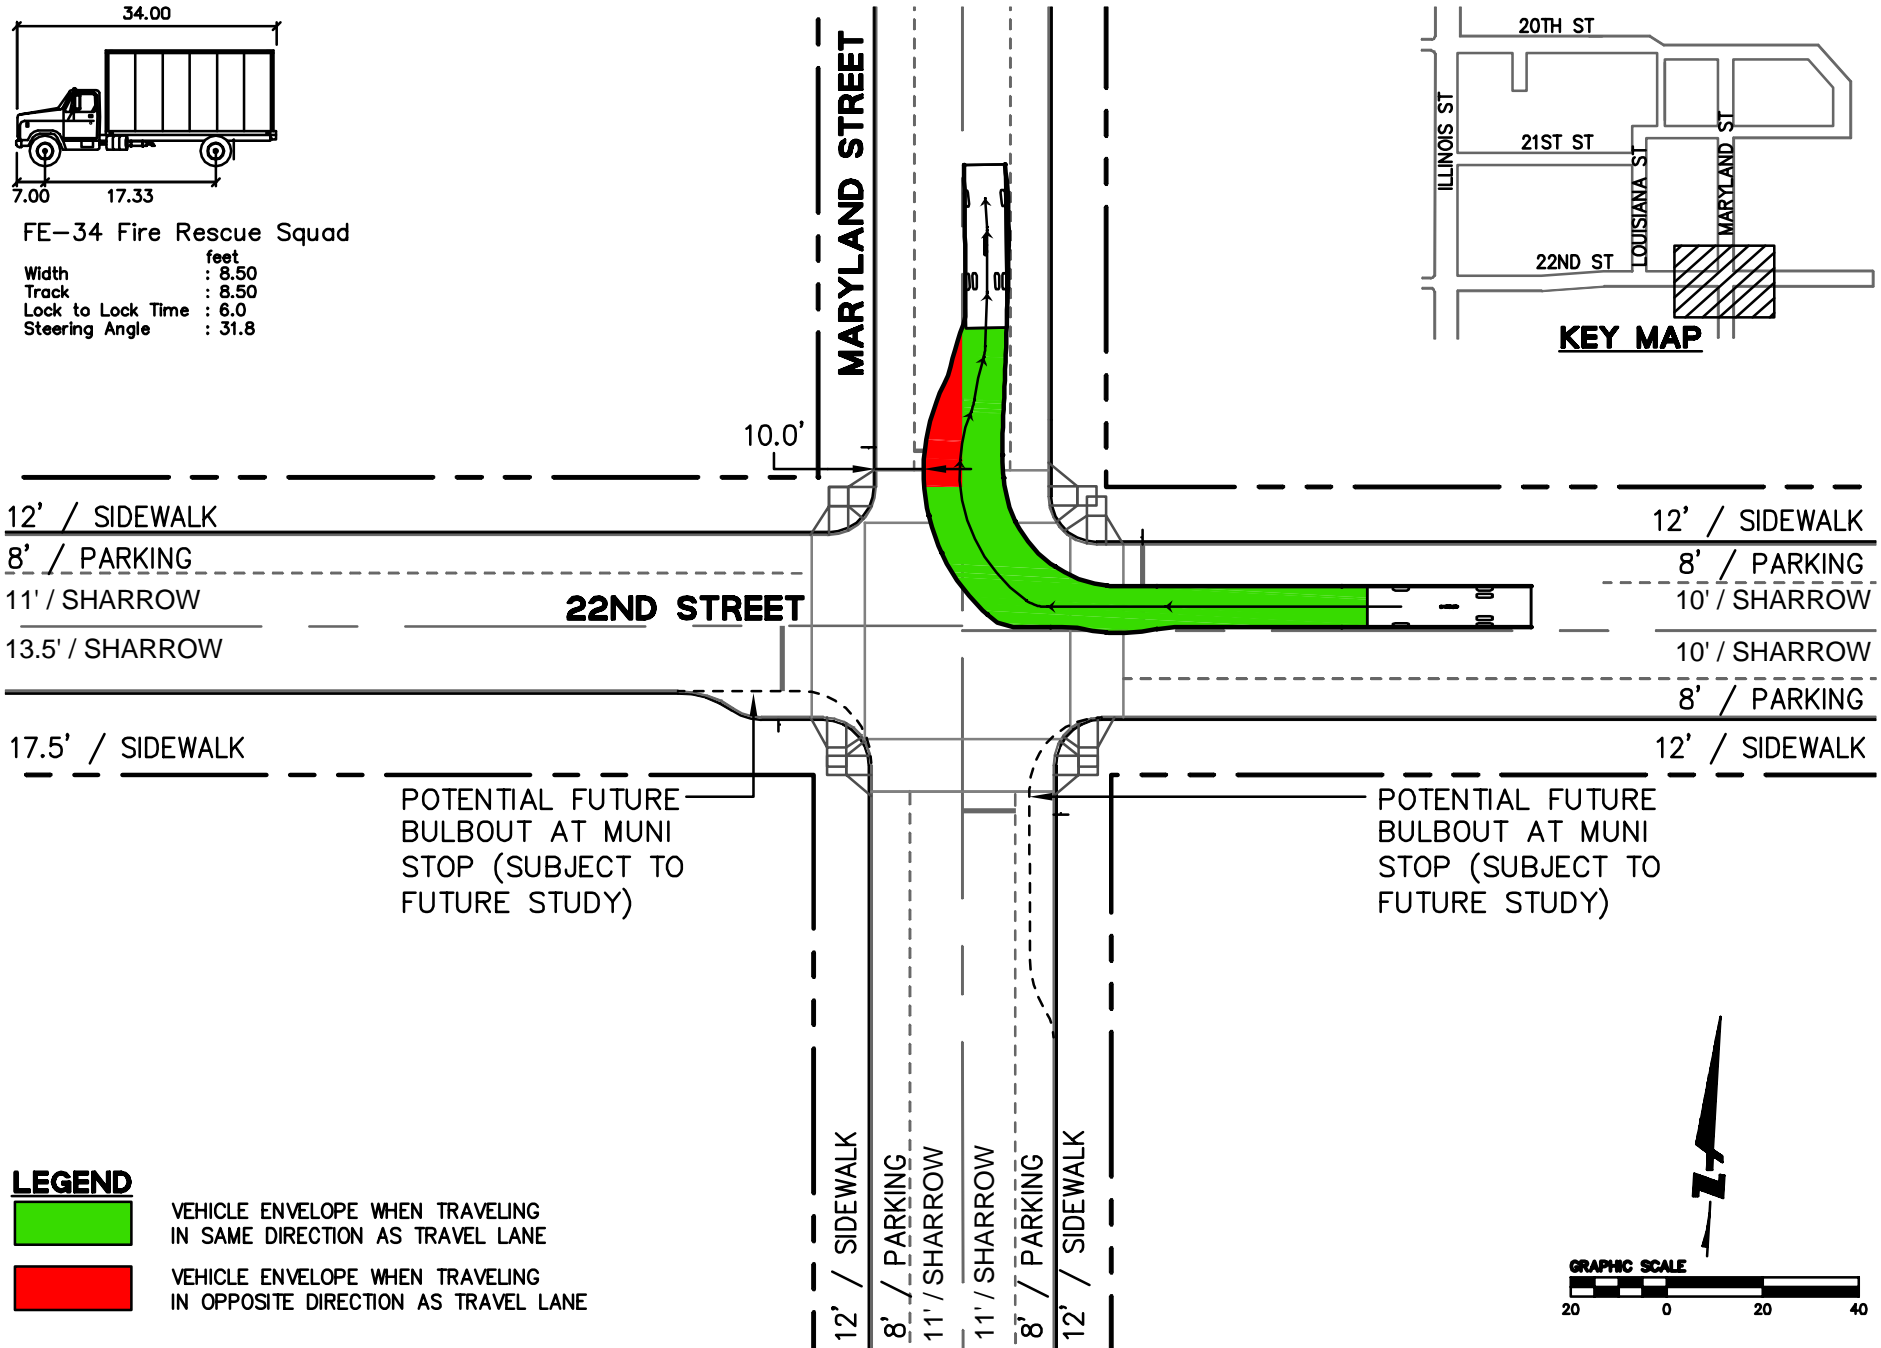 34.00
7.00 17.33
FE-34 Fire Rescue Squad
feet
Width : 8.50
Track : 8.50
Lock to Lock Time : 6.0
Steering Angle : 31.8
MARYLAND STREET
20TH ST
ILLINOIS ST
21ST ST
LOUISIANA ST
MARYLAND ST
22ND ST
KEY MAP
10.0'
12' / SIDEWALK
8' / PARKING
11' / SHARROW
22ND STREET
13.5' / SHARROW
17.5' / SIDEWALK
12' / SIDEWALK
8' / PARKING
10' / SHARROW
10' / SHARROW
8' / PARKING
12' / SIDEWALK
POTENTIAL FUTURE
BULBOUT AT MUNI
STOP (SUBJECT TO
FUTURE STUDY)
POTENTIAL FUTURE
BULBOUT AT MUNI
STOP (SUBJECT TO
FUTURE STUDY)
12' / SIDEWALK
8' / PARKING
11' / SHARROW
11' / SHARROW
8' / PARKING
12' / SIDEWALK
LEGEND
VEHICLE ENVELOPE WHEN TRAVELING
IN SAME DIRECTION AS TRAVEL LANE
VEHICLE ENVELOPE WHEN TRAVELING
IN OPPOSITE DIRECTION AS TRAVEL LANE
Z
GRAPHIC SCALE
20 0 20 40